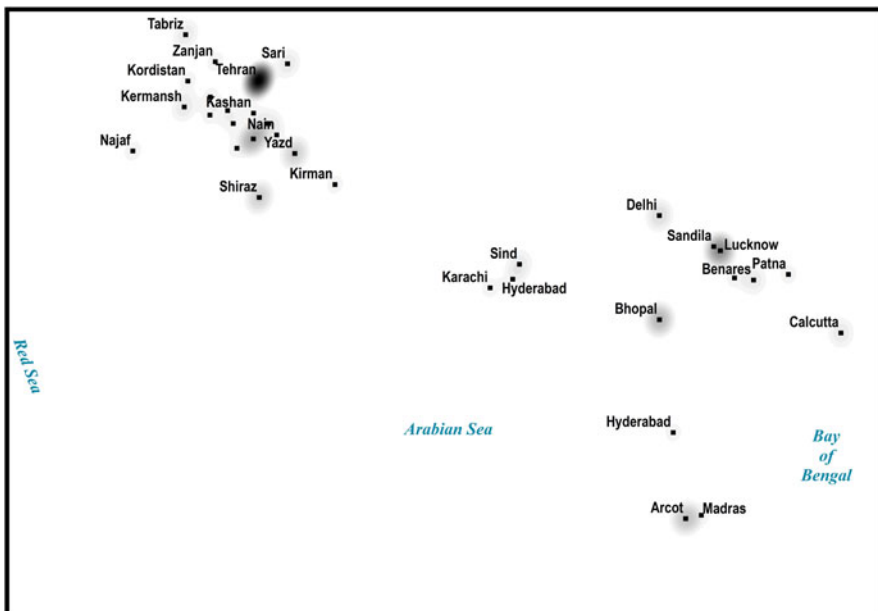 Tabriz
Zanjan
Sari
Tehran
Kordistan
Kermansh
Kashan
Nain
Najaf
Yazd
Kirman
Shiraz
Delhi
Sandila
Lucknow
Sind
Benares
Patna
Karachi
Hyderabad
Bhopal
Calcutta
Red Sea
Hyderabad
Arabian Sea
Bay
of
Bengal
Arcot
Madras